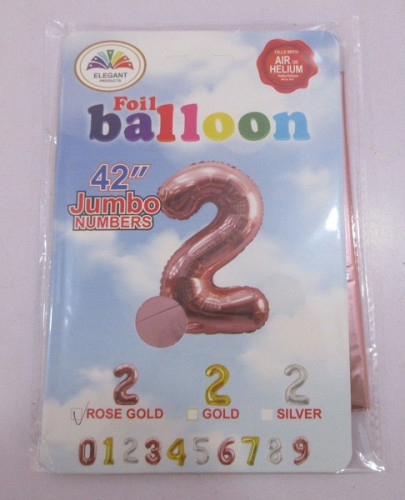 ELEGANT
PRODUCTS
FILLS WITH
AIR OR
HELIUM
Foil
balloon
42"
Jumbo
NUMBERS
2
2 2 2
ROSE GOLD GOLD SILVER
0123456789